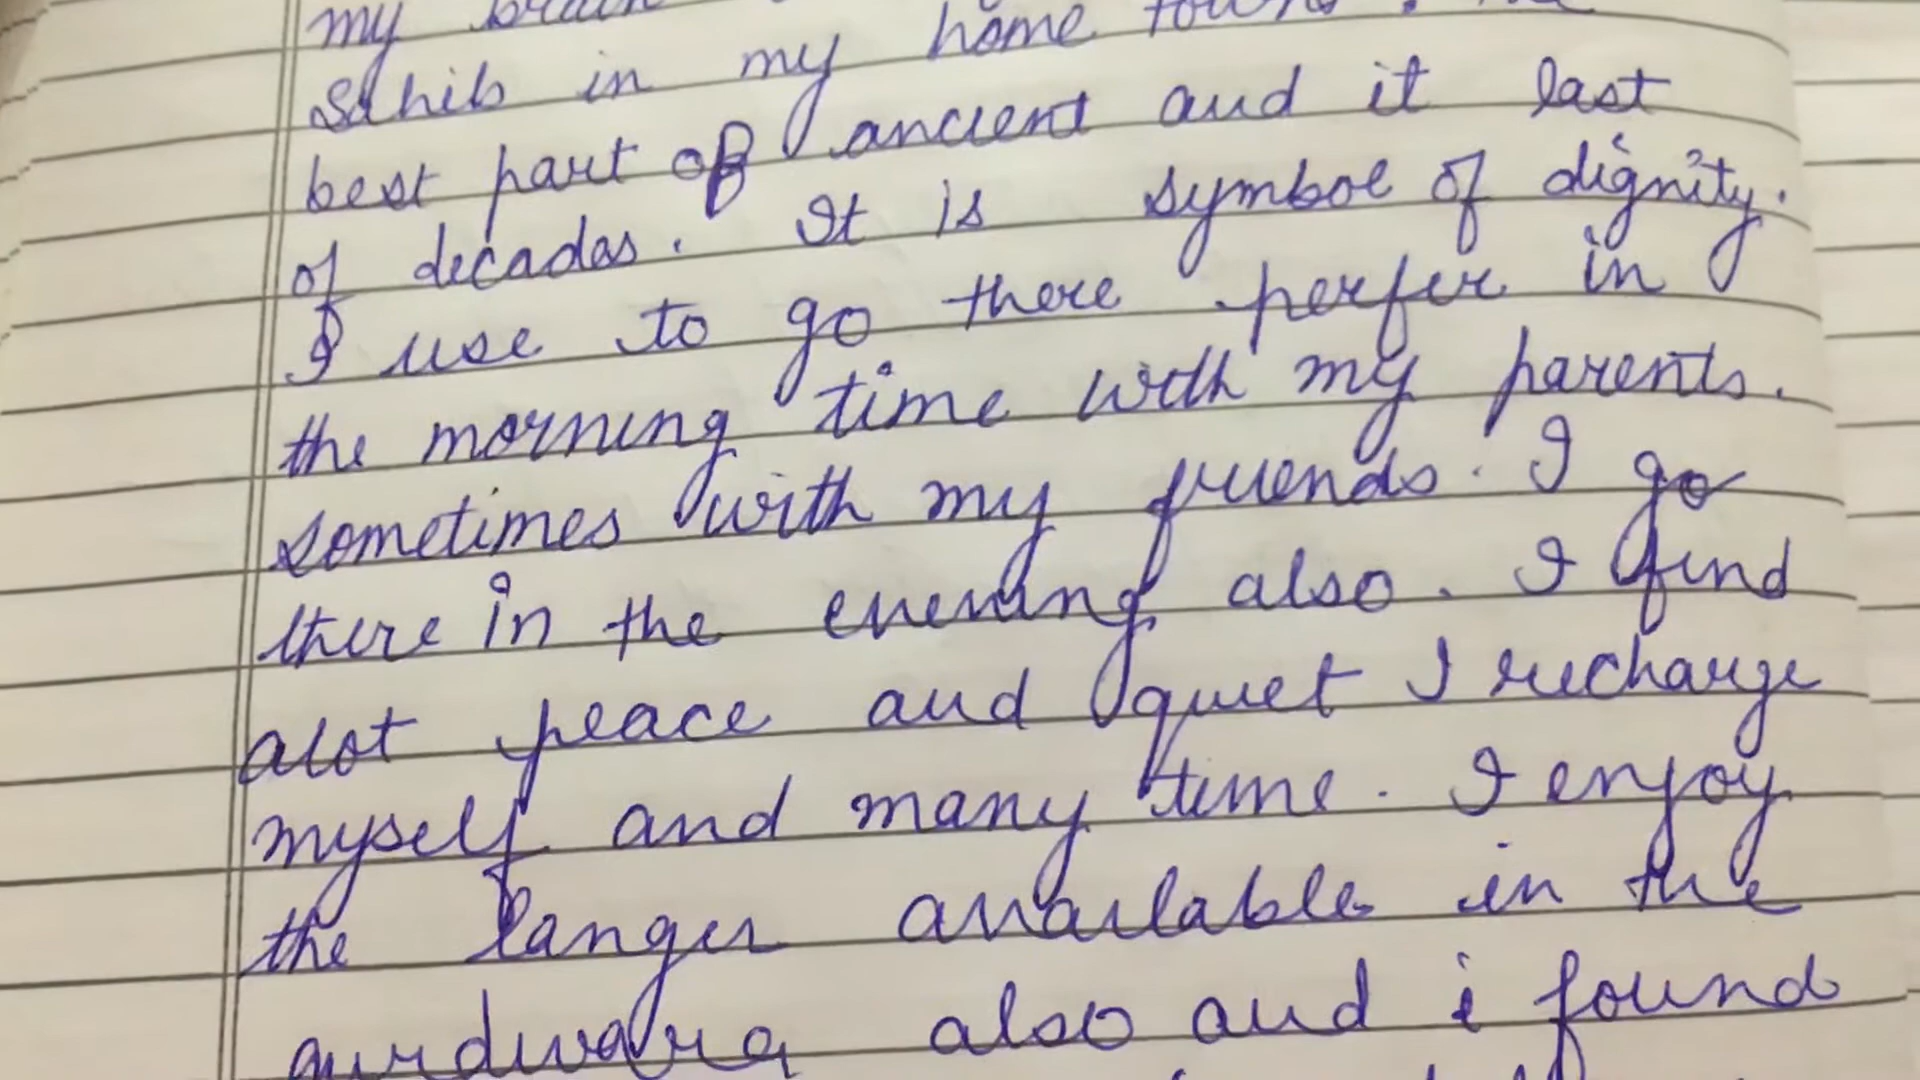 my brain
Sahib in my home town.
best part of ancient and it last
of decades. It is symbol of dignity.
I use to go there perfer in
the morning time with my parents.
sometimes with my friends. I go
there in the evening also. I find
alot peace and quiet I recharge
myself and many time. I enjoy
the langer available in the
gurdwara also and i found